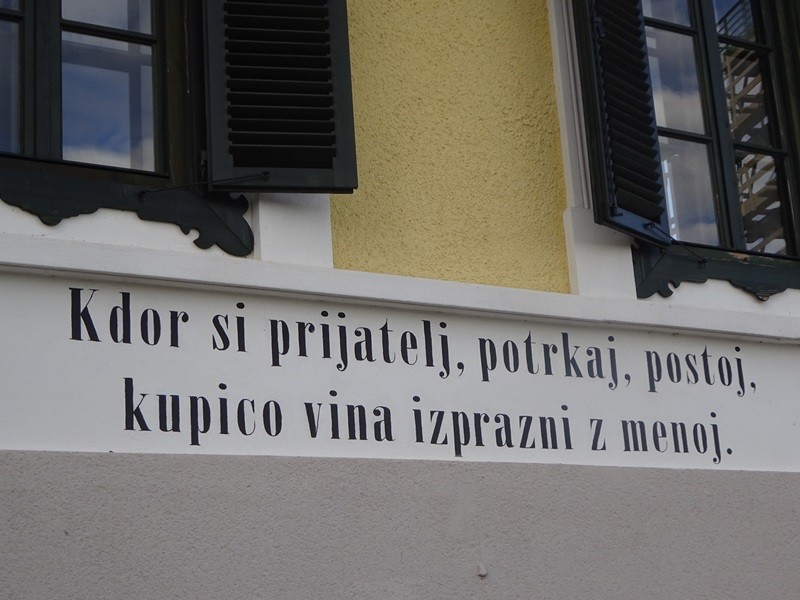 Kdor si prijatelj, potrkaj, postoj,
kupico vina izprazni z menoj.